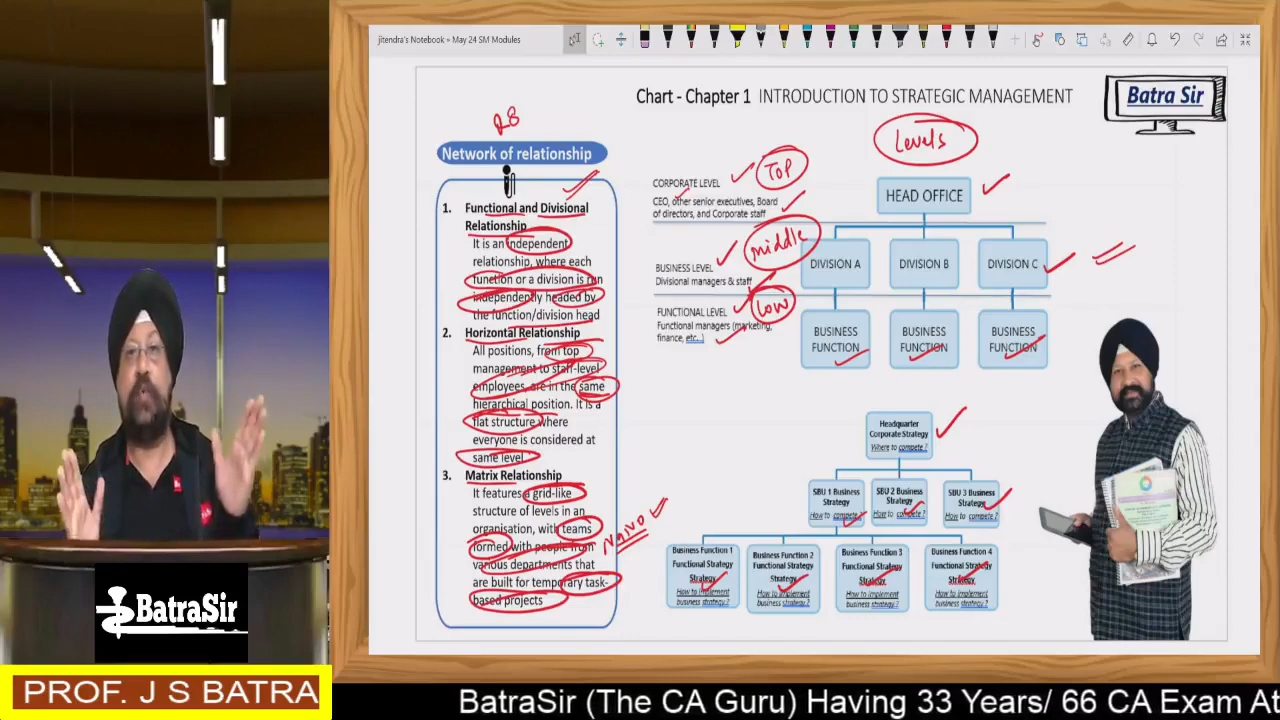 jitendra's Notebook » May 24 SM Modules
Chart - Chapter 1 INTRODUCTION TO STRATEGIC MANAGEMENT
Batra Sir
Network of relationship
1. Functional and Divisional
Relationship
It is an independent
relationship, where each
function or a division is run
independently headed by
the function/division head
2. Horizontal Relationship
All positions, from top
management to staff-level
employees, are in the same
hierarchical position. It is a
flat structure where
everyone is considered at
same level.
3. Matrix Relationship
It features a grid-like
structure of levels in an
organisation, with teams
formed with people from
various departments that
are built for temporary task-
based projects
Levels
CORPORATE LEVEL
Top
CEO, other senior executives, Board
of directors, and Corporate staff
middle
BUSINESS LEVEL
Divisional managers & staff
Low
FUNCTIONAL LEVEL
Functional managers (marketing,
finance, etc..)
HEAD OFFICE
DIVISION A
DIVISION B
DIVISION C
BUSINESS
FUNCTION
BUSINESS
FUNCTION
BUSINESS
FUNCTION
Headquarter
Corporate Strategy
Where to compete ?
SBU 1 Business
Strategy
How to compete ?
SBU 2 Business
Strategy
How to compete ?
SBU 3 Business
Strategy
How to compete ?
Business Function 1
Functional Strategy
Strategy
How to implement
business strategy ?
Business Function 2
Functional Strategy
Strategy
How to implement
business strategy ?
Business Function 3
Functional Strategy
Strategy
How to implement
business strategy ?
Business Function 4
Functional Strategy
Strategy
How to implement
business strategy ?
BatraSir
PROF. J S BATRA
BatraSir (The CA Guru) Having 33 Years/ 66 CA Exam At